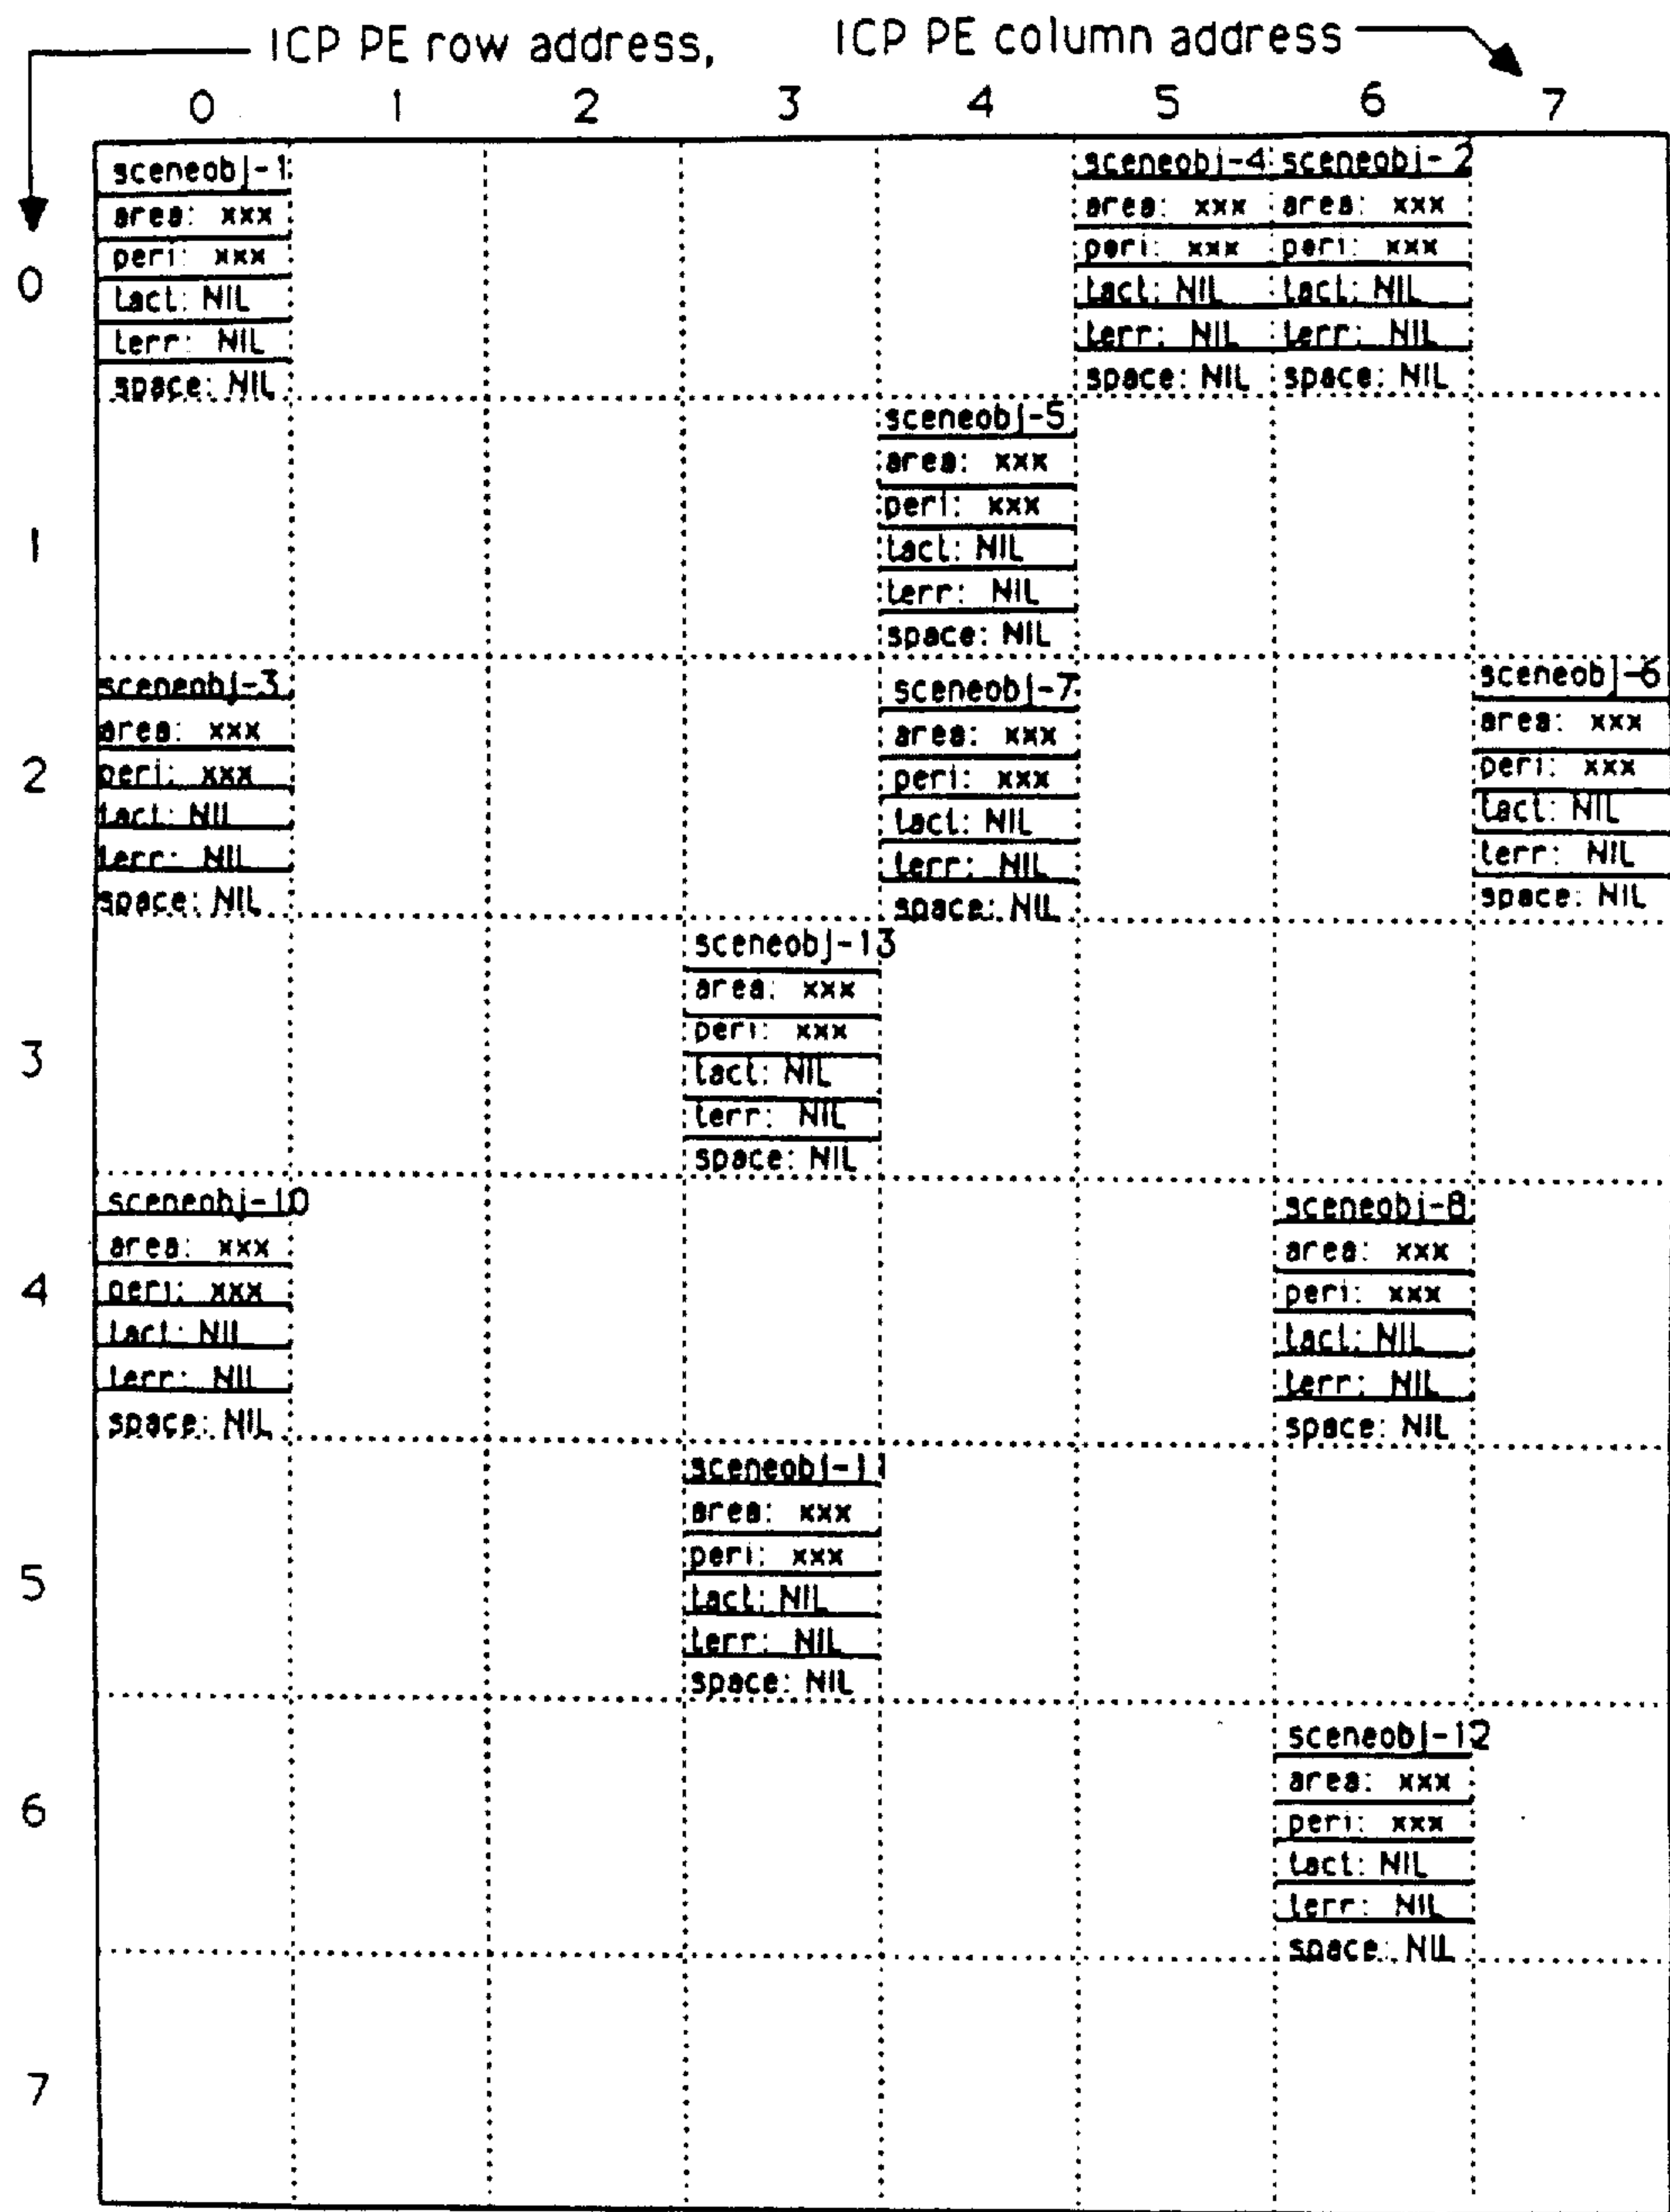 ICP PE row address, ICP PE column address
0 1 2 3 4 5 6 7
0
sceneobj-1
area: xxx
peri: xxx
tact: NIL
terr: NIL
space: NIL
sceneobj-4
area: xxx
peri: xxx
tact: NIL
terr: NIL
space: NIL
sceneobj-2
area: xxx
peri: xxx
tact: NIL
terr: NIL
space: NIL
1
sceneobj-5
area: xxx
peri: xxx
tact: NIL
terr: NIL
space: NIL
2
sceneobj-3
area: xxx
peri: xxx
tact: NIL
terr: NIL
space: NIL
sceneobj-7
area: xxx
peri: xxx
tact: NIL
terr: NIL
space: NIL
sceneobj-6
area: xxx
peri: xxx
tact: NIL
terr: NIL
space: NIL
3
sceneobj-13
area: xxx
peri: xxx
tact: NIL
terr: NIL
space: NIL
4
sceneobj-10
area: xxx
peri: xxx
tact: NIL
terr: NIL
space: NIL
sceneobj-8
area: xxx
peri: xxx
tact: NIL
terr: NIL
space: NIL
5
sceneobj-11
area: xxx
peri: xxx
tact: NIL
terr: NIL
space: NIL
6
sceneobj-12
area: xxx
peri: xxx
tact: NIL
terr: NIL
space: NIL
7